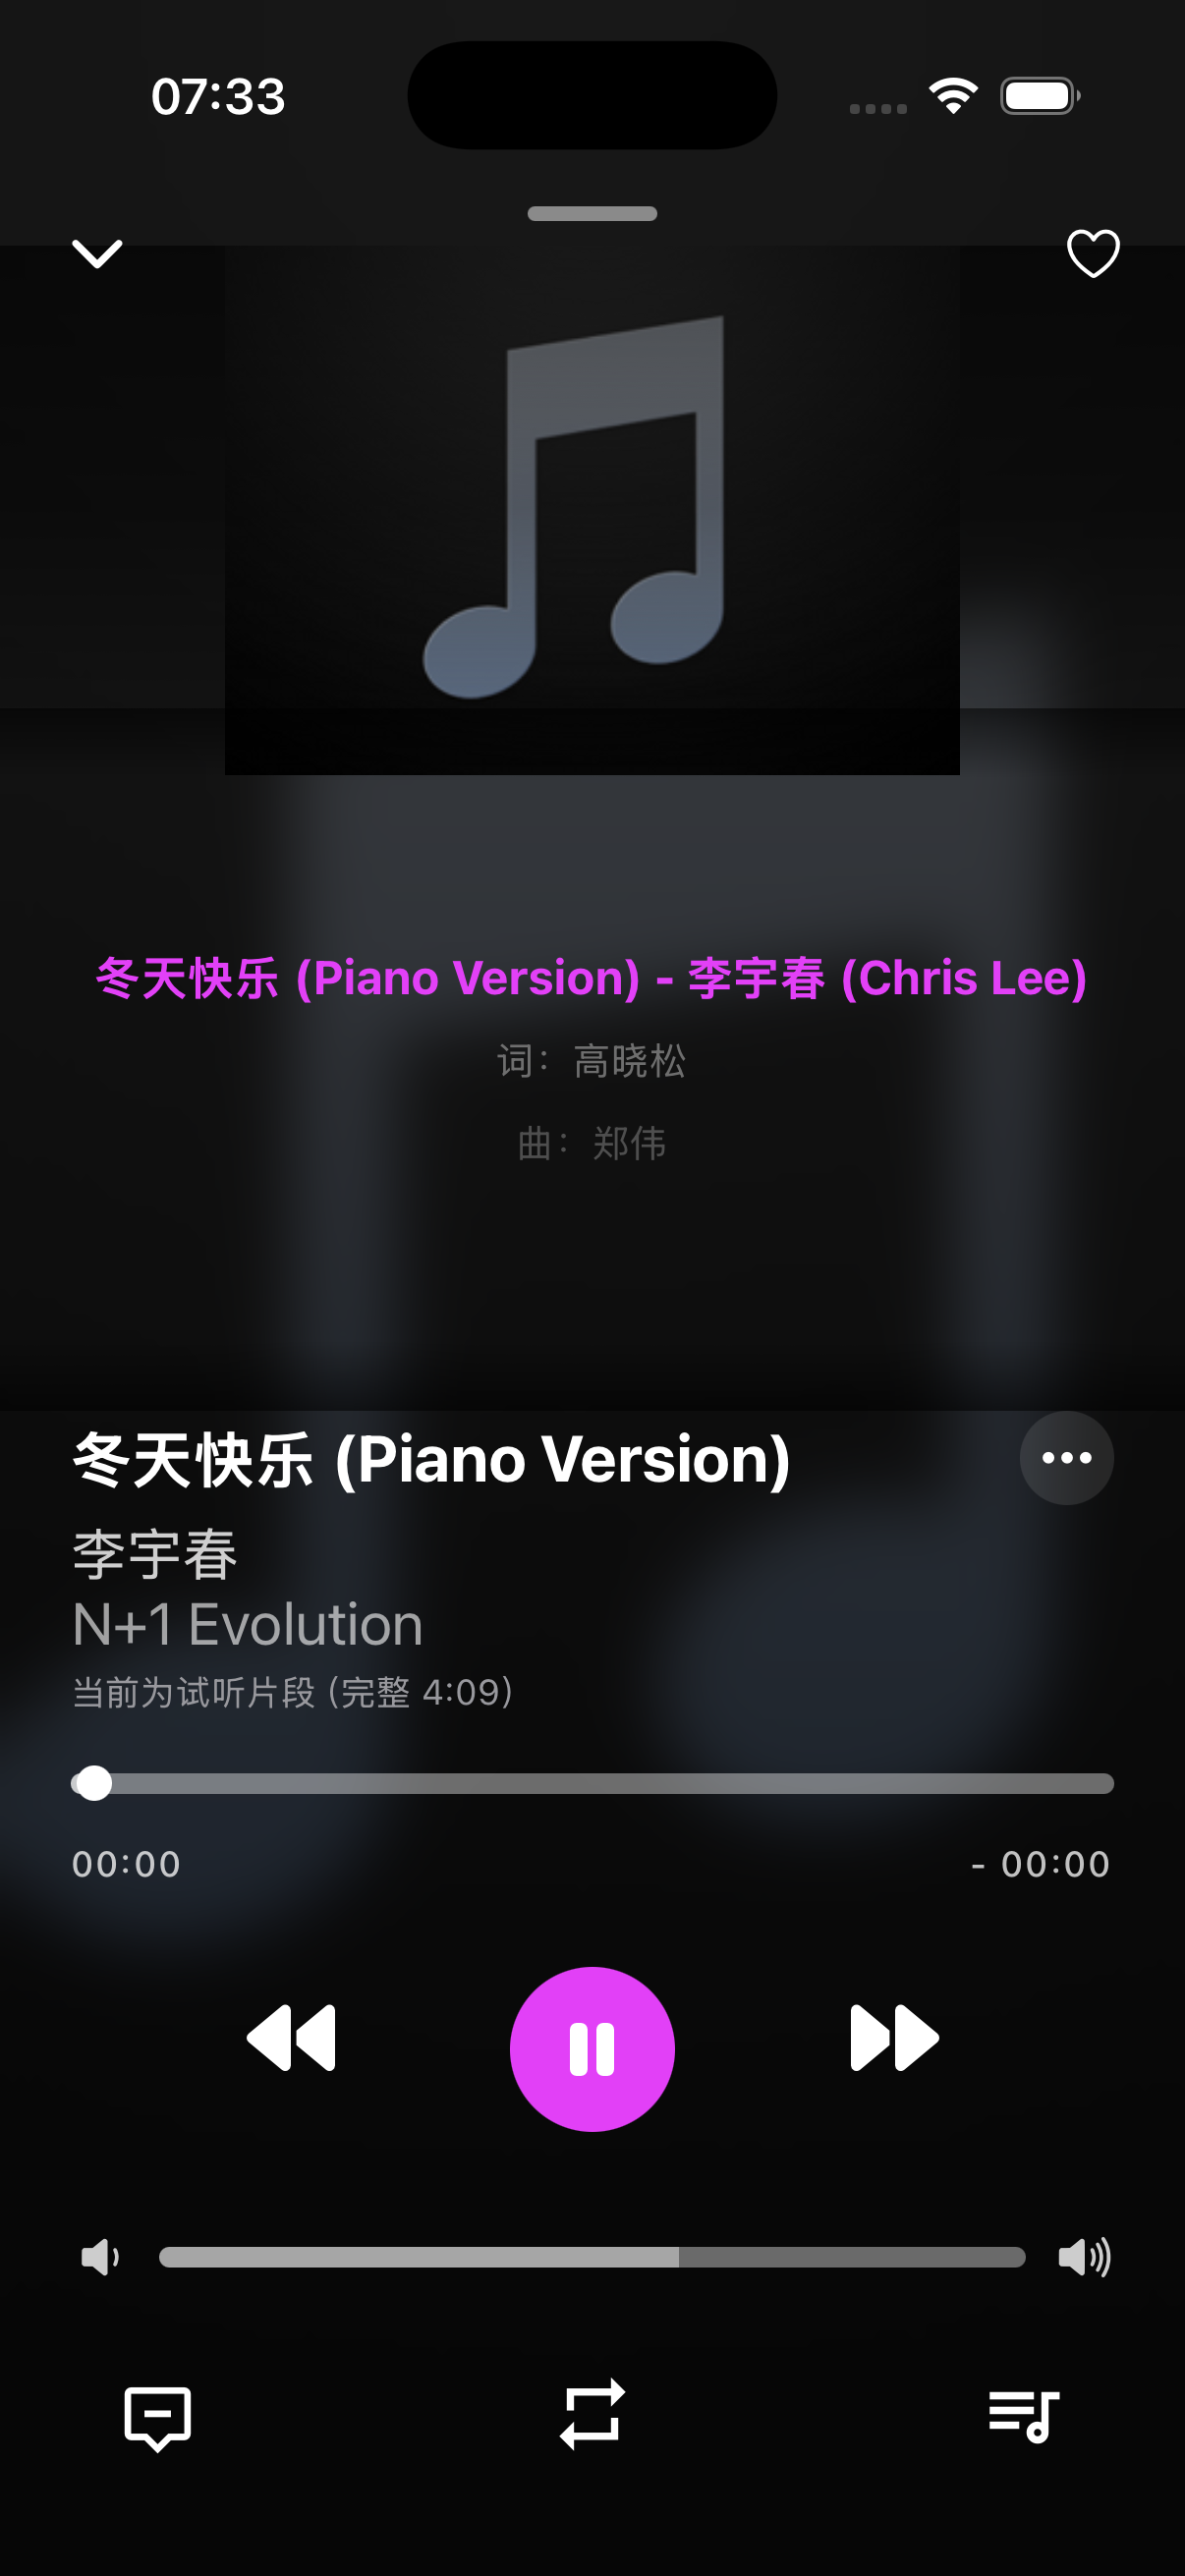 07:33
冬天快乐 (Piano Version) - 李宇春 (Chris Lee)
词：高晓松
曲：郑伟
冬天快乐 (Piano Version)
李宇春
N+1 Evolution
当前为试听片段 (完整 4:09)
00:00
- 00:00